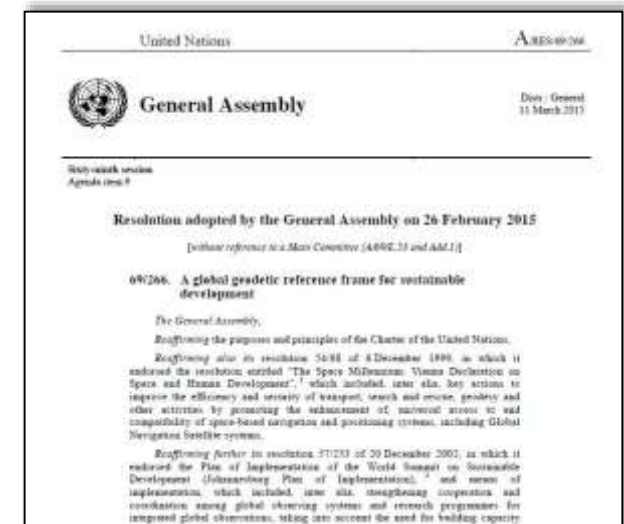 United Nations
A/RES/69/266
General Assembly
Distr.: General
11 March 2015
Sixty-ninth session
Agenda item 9
Resolution adopted by the General Assembly on 26 February 2015
[without reference to a Main Committee (A/69/L.53 and Add.1)]
69/266. A global geodetic reference frame for sustainable
development
The General Assembly,
Reaffirming the purposes and principles of the Charter of the United Nations,
Reaffirming also its resolution 54/68 of 6 December 1999, in which it
endorsed the resolution entitled "The Space Millennium: Vienna Declaration on
Space and Human Development", 1 which included, inter alia, key actions to
improve the efficiency and security of transport, search and rescue, geodesy and
other activities by promoting the enhancement of, universal access to and
compatibility of space-based navigation and positioning systems, including Global
Navigation Satellite systems,
Reaffirming further its resolution 57/253 of 20 December 2002, in which it
endorsed the Plan of Implementation of the World Summit on Sustainable
Development (Johannesburg Plan of Implementation), 2 and means of
implementation, which included, inter alia, strengthening cooperation and
coordination among global observing systems and research programmes for
integrated global observations, taking into account the need for building capacity